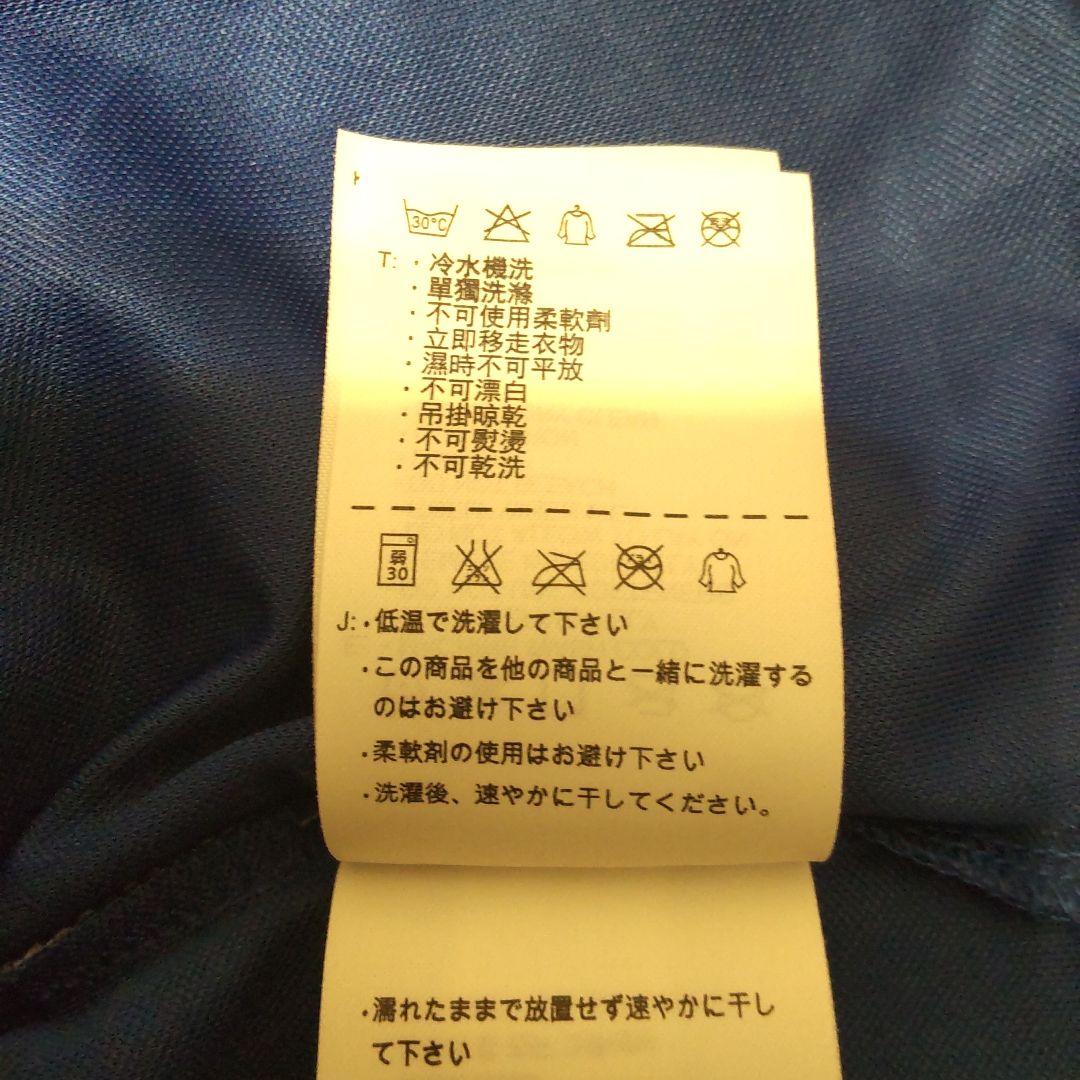 30°C
T: ・冷水機洗
・單獨洗滌
・不可使用柔軟劑
・立即移走衣物
・濕時不可平放
・不可漂白
・吊掛晾乾
・不可熨燙
・不可乾洗
弱
30
J:・低温で洗濯して下さい
・この商品を他の商品と一緒に洗濯する
のはお避け下さい
・柔軟剤の使用はお避け下さい
・洗濯後、速やかに干してください。
・濡れたままで放置せず速やかに干し
て下さい